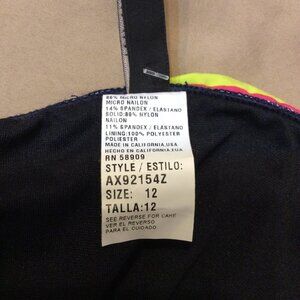 86% MICRO NYLON
MICRO NAILON
14% SPANDEX / ELASTANO
SOLID: 89% NYLON
NAILON
11% SPANDEX / ELASTANO
LINING: 100% POLYESTER
POLIESTER
MADE IN CALIFORNIA, USA
HECHO EN CALIFORNIA, EUA
RN 58909
STYLE / ESTILO:
AX92154Z
SIZE: 12
TALLA: 12
SEE REVERSE FOR CARE
VER EL REVERSO
PARA EL CUIDADO